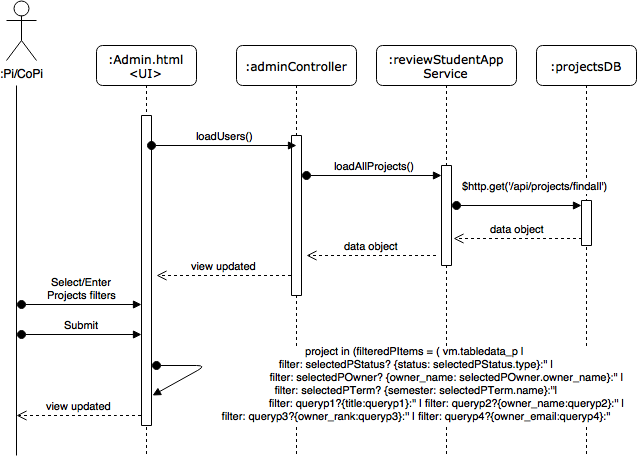 :Pi/CoPi
:Admin.html
<UI>
:adminController
:reviewStudentApp
Service
:projectsDB
loadUsers()
loadAllProjects()
$http.get('/api/projects/findall')
data object
data object
view updated
Select/Enter
Projects filters
Submit
project in (filteredPItems = ( vm.tabledata_p |
filter: selectedPStatus? {status: selectedPStatus.type}:'' |
filter: selectedPOwner? {owner_name: selectedPOwner.owner_name}:'' |
filter: selectedPTerm? {semester: selectedPTerm.name}:''|
filter: queryp1?{title:queryp1}:'' | filter: queryp2?{owner_name:queryp2}:'' |
filter: queryp3?{owner_rank:queryp3}:'' | filter: queryp4?{owner_email:queryp4}:''
view updated